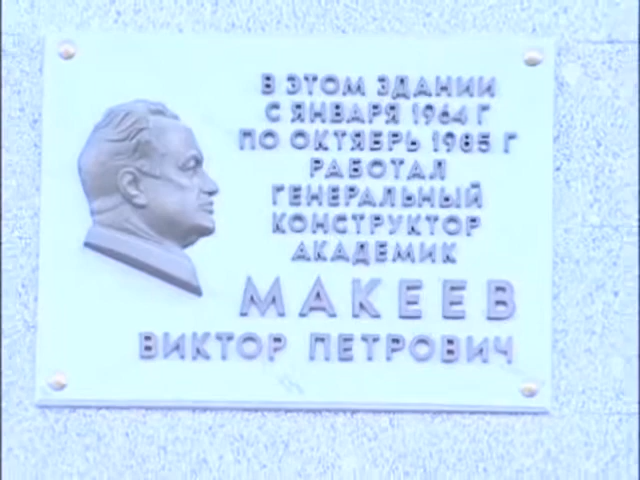 В ЭТОМ ЗДАНИИ
С ЯНВАРЯ 1964 Г
ПО ОКТЯБРЬ 1985 Г
РАБОТАЛ
ГЕНЕРАЛЬНЫЙ
КОНСТРУКТОР
АКАДЕМИК
МАКЕЕВ
ВИКТОР ПЕТРОВИЧ